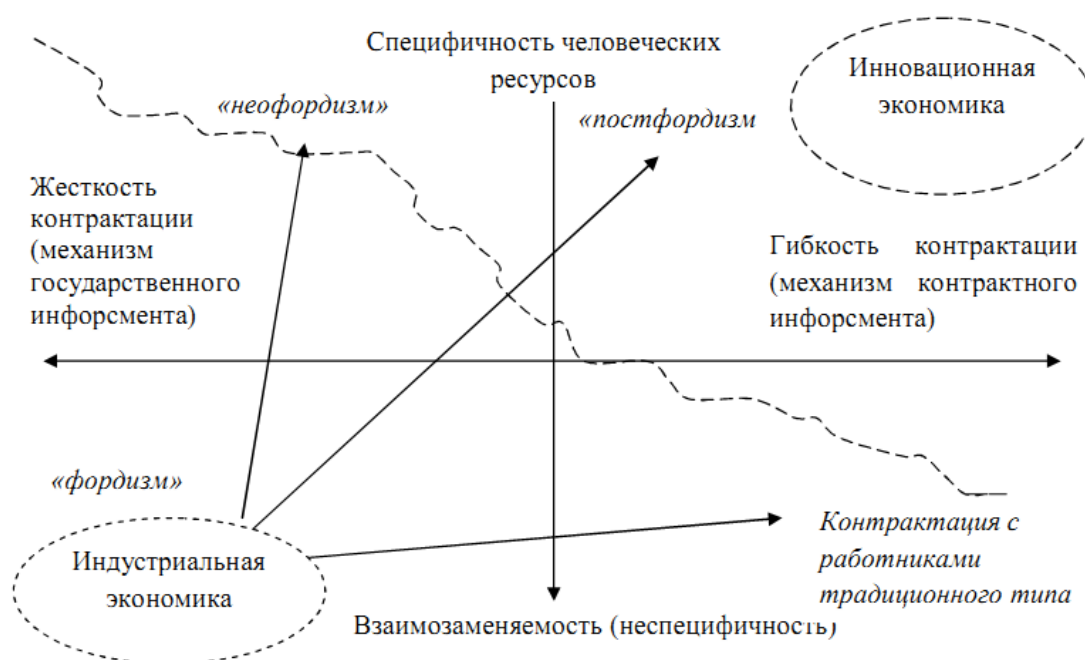 Специфичность человеческих
ресурсов
Инновационная
экономика
«неофордизм»
«постфордизм
Жесткость
контрактации
(механизм
государственного
инфорсмента)
Гибкость контрактации
(механизм контрактного
инфорсмента)
«фордизм»
Индустриальная
экономика
Контрактация с
работниками
традиционного типа
Взаимозаменяемость (неспецифичность)